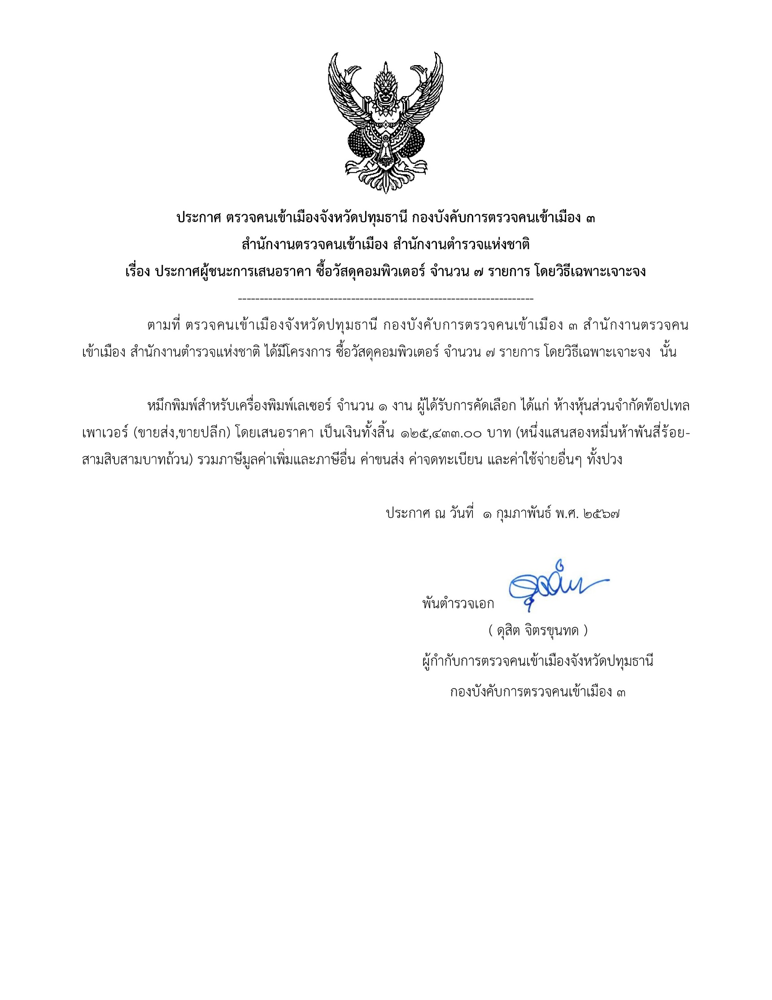 ประกาศ ตรวจคนเข้าเมืองจังหวัดปทุมธานี กองบังคับการตรวจคนเข้าเมือง ๓
สำนักงานตรวจคนเข้าเมือง สำนักงานตำรวจแห่งชาติ
เรื่อง ประกาศผู้ชนะการเสนอราคา ซื้อวัสดุคอมพิวเตอร์ จำนวน ๗ รายการ โดยวิธีเฉพาะเจาะจง
--------------------------------------------------------------------
ตามที่ ตรวจคนเข้าเมืองจังหวัดปทุมธานี กองบังคับการตรวจคนเข้าเมือง ๓ สำนักงานตรวจคน
เข้าเมือง สำนักงานตำรวจแห่งชาติ ได้มีโครงการ ซื้อวัสดุคอมพิวเตอร์ จำนวน ๗ รายการ โดยวิธีเฉพาะเจาะจง นั้น
หมึกพิมพ์สำหรับเครื่องพิมพ์เลเซอร์ จำนวน ๑ งาน ผู้ได้รับการคัดเลือก ได้แก่ ห้างหุ้นส่วนจำกัดท๊อปเทล
เพาเวอร์ (ขายส่ง,ขายปลีก) โดยเสนอราคา เป็นเงินทั้งสิ้น ๑๒๕,๔๓๓.๐๐ บาท (หนึ่งแสนสองหมื่นห้าพันสี่ร้อย-
สามสิบสามบาทถ้วน) รวมภาษีมูลค่าเพิ่มและภาษีอื่น ค่าขนส่ง ค่าจดทะเบียน และค่าใช้จ่ายอื่นๆ ทั้งปวง
ประกาศ ณ วันที่ ๑ กุมภาพันธ์ พ.ศ. ๒๕๖๗
พันตำรวจเอก
( ดุสิต จิตรขุนทด )
ผู้กำกับการตรวจคนเข้าเมืองจังหวัดปทุมธานี
กองบังคับการตรวจคนเข้าเมือง ๓